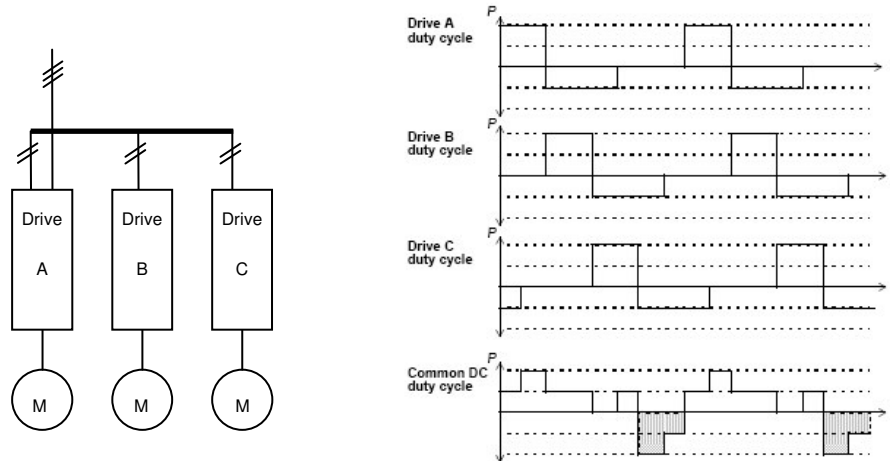 Drive
A
Drive
B
Drive
C
M
M
M
Drive A
duty cycle
P
Drive B
duty cycle
P
Drive C
duty cycle
P
Common DC
duty cycle
P